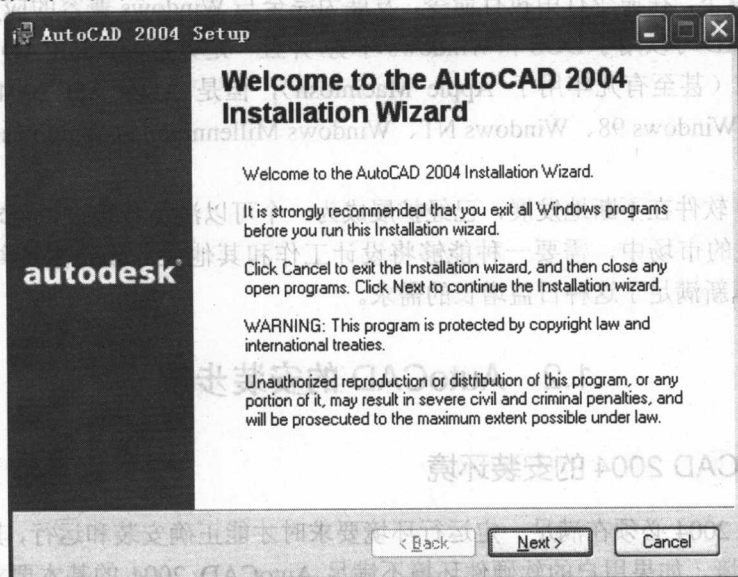 AutoCAD 2004 Setup
Welcome to the AutoCAD 2004
Installation Wizard
Welcome to the AutoCAD 2004 Installation Wizard.
It is strongly recommended that you exit all Windows programs
before you run this Installation wizard.
Click Cancel to exit the Installation wizard, and then close any
open programs. Click Next to continue the Installation wizard.
autodesk
WARNING: This program is protected by copyright law and
international treaties.
Unauthorized reproduction or distribution of this program, or any
portion of it, may result in severe civil and criminal penalties, and
will be prosecuted to the maximum extent possible under law.
< Back
Next >
Cancel